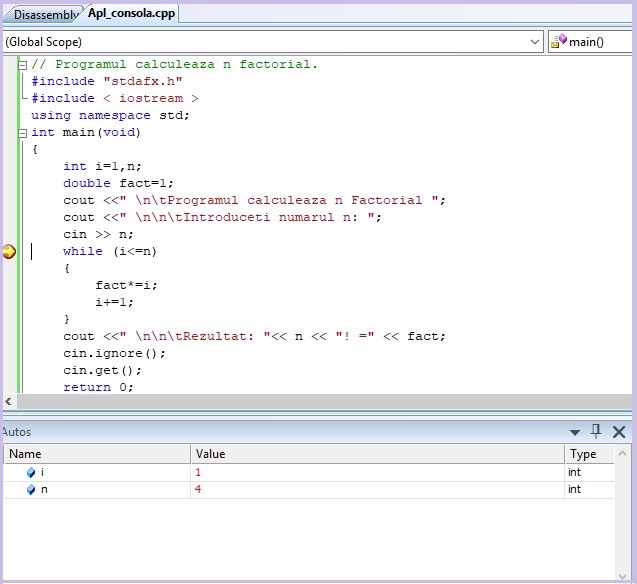 Disassembly Apl_consola.cpp
(Global Scope) main()
// Programul calculeaza n factorial.
#include "stdafx.h"
#include < iostream >
using namespace std;
int main(void)
{
int i=1,n;
double fact=1;
cout <<" \n\tProgramul calculeaza n Factorial ";
cout <<" \n\n\tIntroduceti numarul n: ";
cin >> n;
while (i<=n)
{
fact*=i;
i+=1;
}
cout <<" \n\n\tRezultat: "<< n << "! =" << fact;
cin.ignore();
cin.get();
return 0;
Autos
Name Value Type
i 1 int
n 4 int